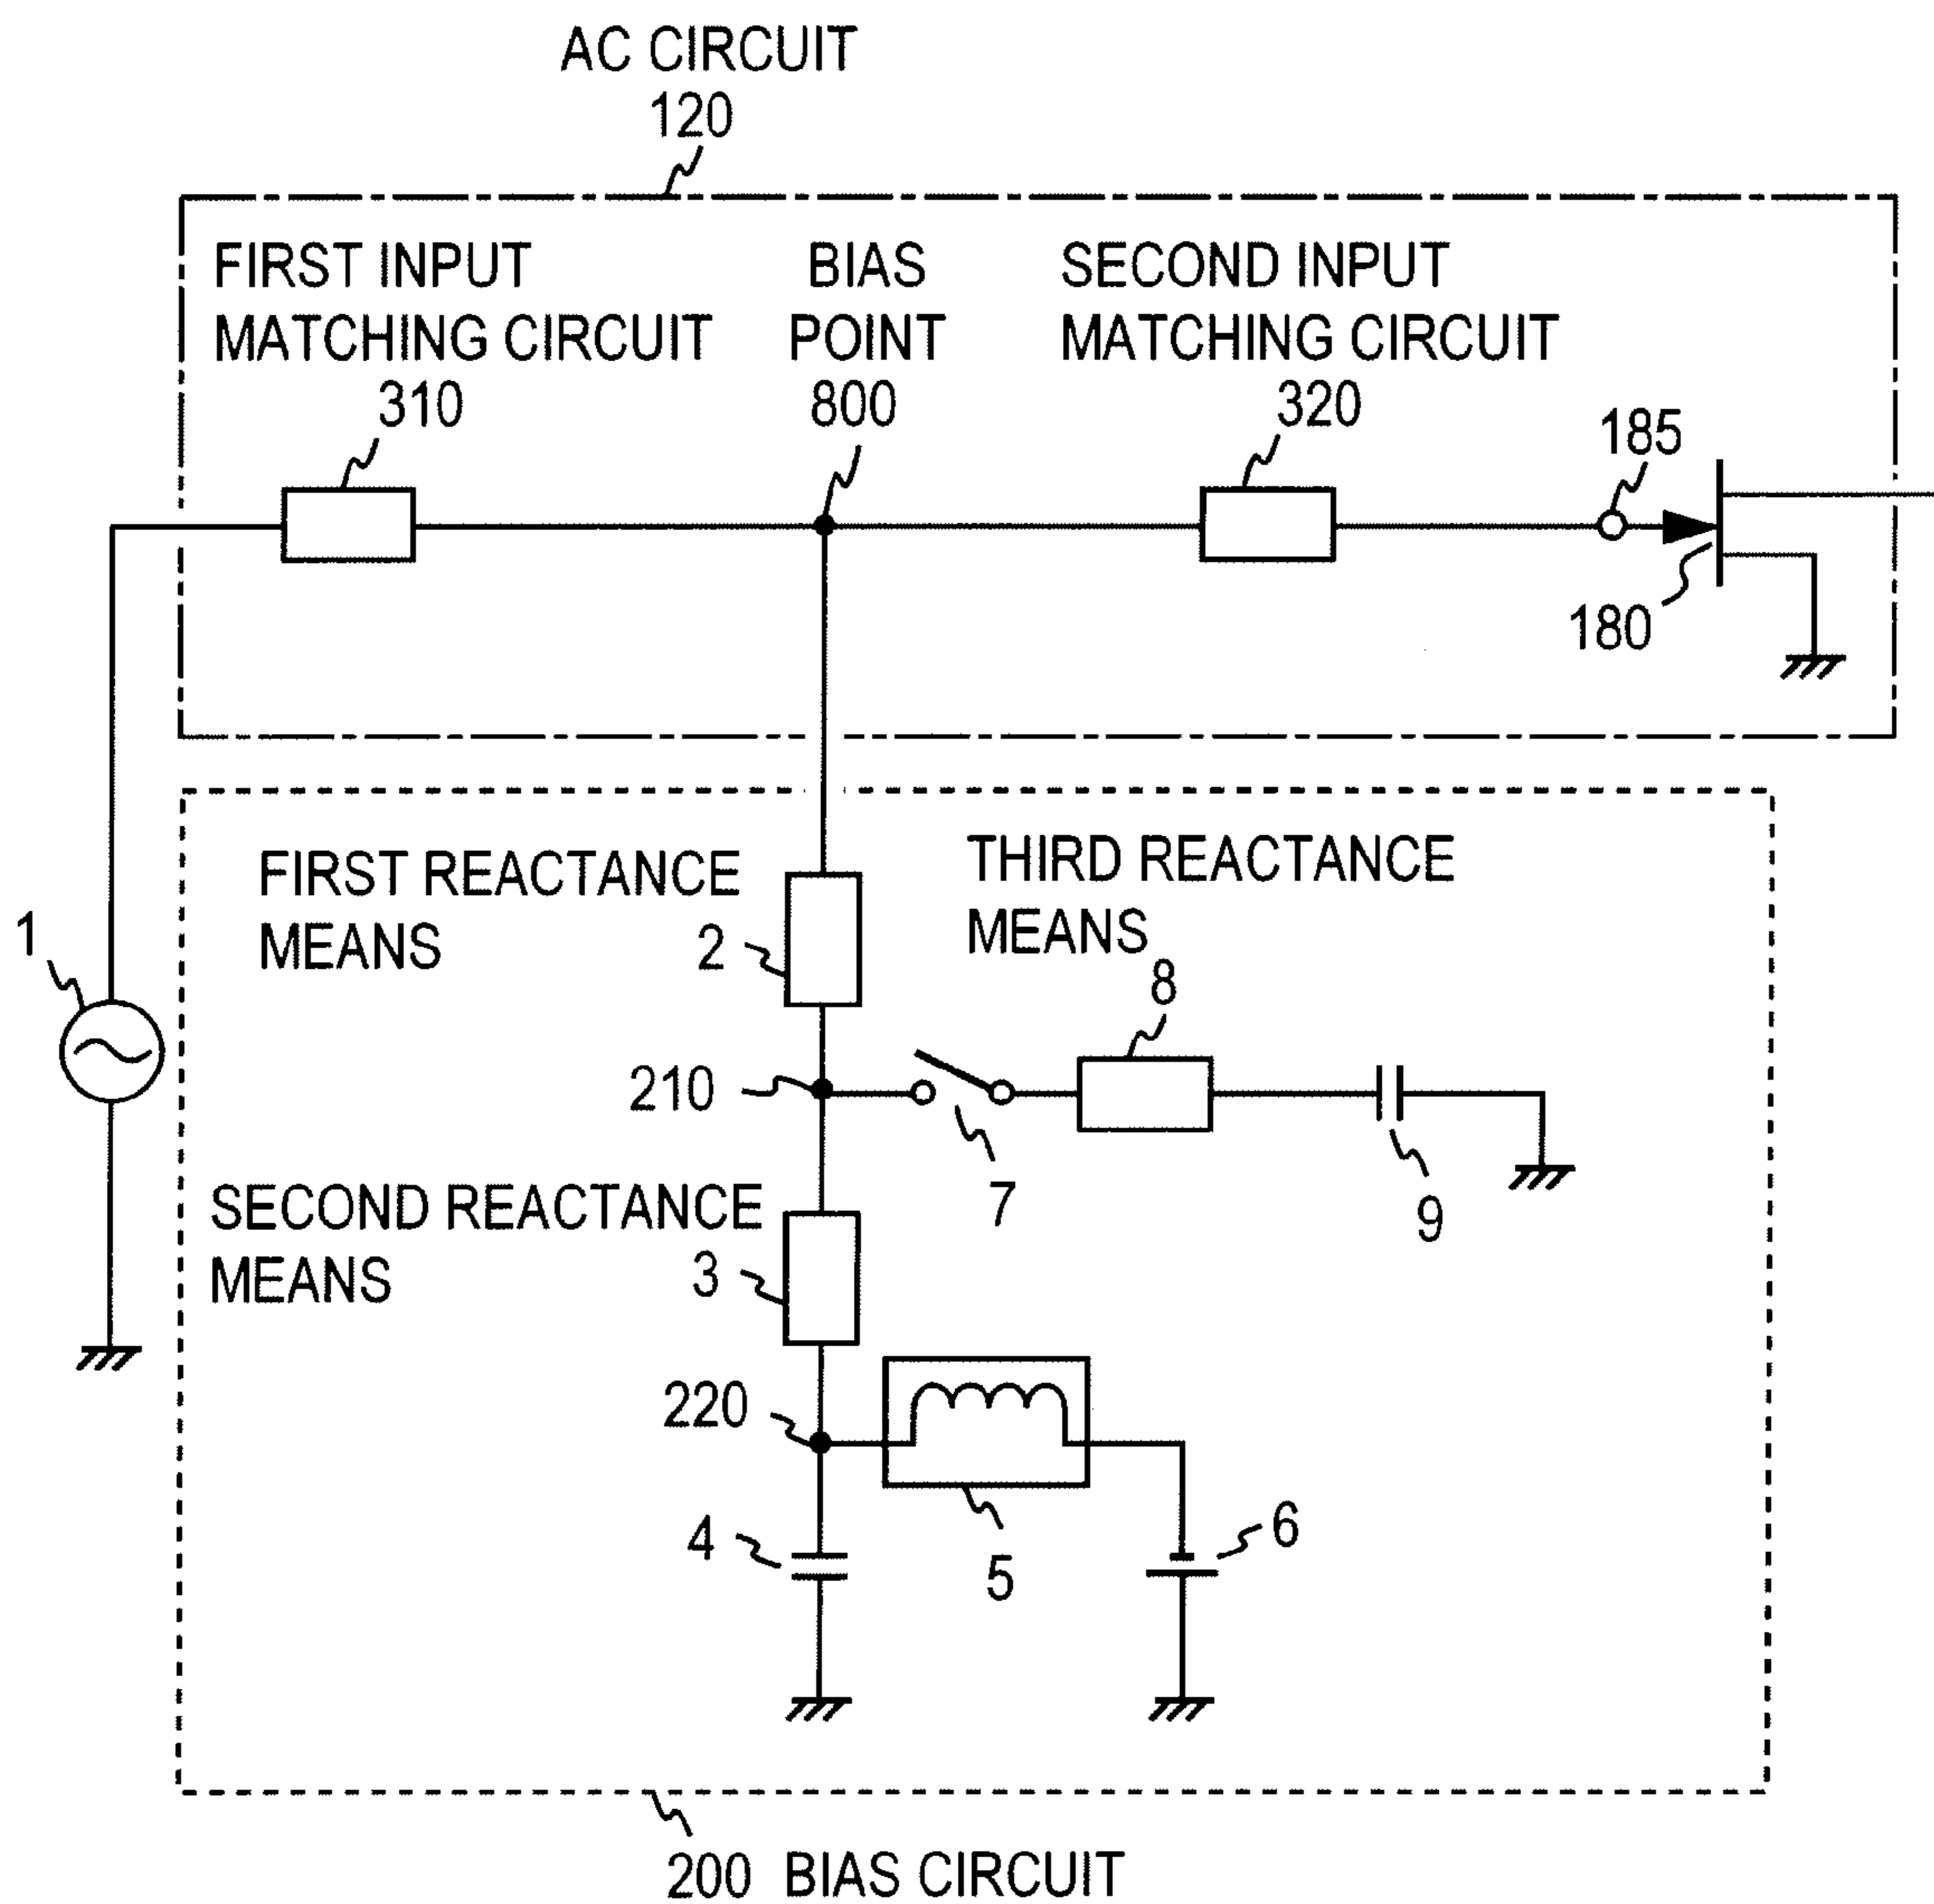 AC CIRCUIT
120
FIRST INPUT
MATCHING CIRCUIT
310
BIAS
POINT
800
SECOND INPUT
MATCHING CIRCUIT
320
185
180
FIRST REACTANCE
MEANS
2
THIRD REACTANCE
MEANS
8
1
210
7
9
SECOND REACTANCE
MEANS
3
220
4
5
6
200 BIAS CIRCUIT